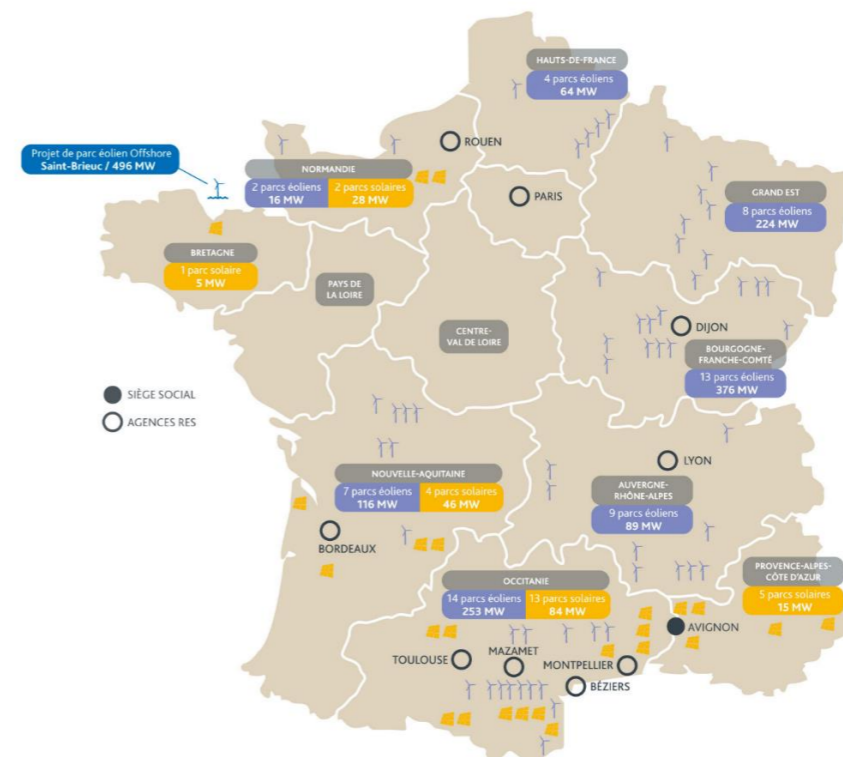 HAUTS-DE-FRANCE
4 parcs éoliens
64 MW
ROUEN
Projet de parc éolien Offshore
Saint-Brieuc / 496 MW
NORMANDIE
2 parcs éoliens
16 MW
2 parcs solaires
28 MW
PARIS
GRAND EST
8 parcs éoliens
224 MW
BRETAGNE
1 parc solaire
5 MW
PAYS DE
LA LOIRE
CENTRE-
VAL DE LOIRE
DIJON
BOURGOGNE-
FRANCHE-COMTÉ
13 parcs éoliens
376 MW
SIÈGE SOCIAL
AGENCES RES
LYON
NOUVELLE-AQUITAINE
7 parcs éoliens
116 MW
4 parcs solaires
46 MW
AUVERGNE-
RHÔNE-ALPES
9 parcs éoliens
89 MW
BORDEAUX
PROVENCE-ALPES-
CÔTE D'AZUR
5 parcs solaires
15 MW
OCCITANIE
14 parcs éoliens
253 MW
13 parcs solaires
84 MW
AVIGNON
TOULOUSE
MAZAMET
MONTPELLIER
BÉZIERS